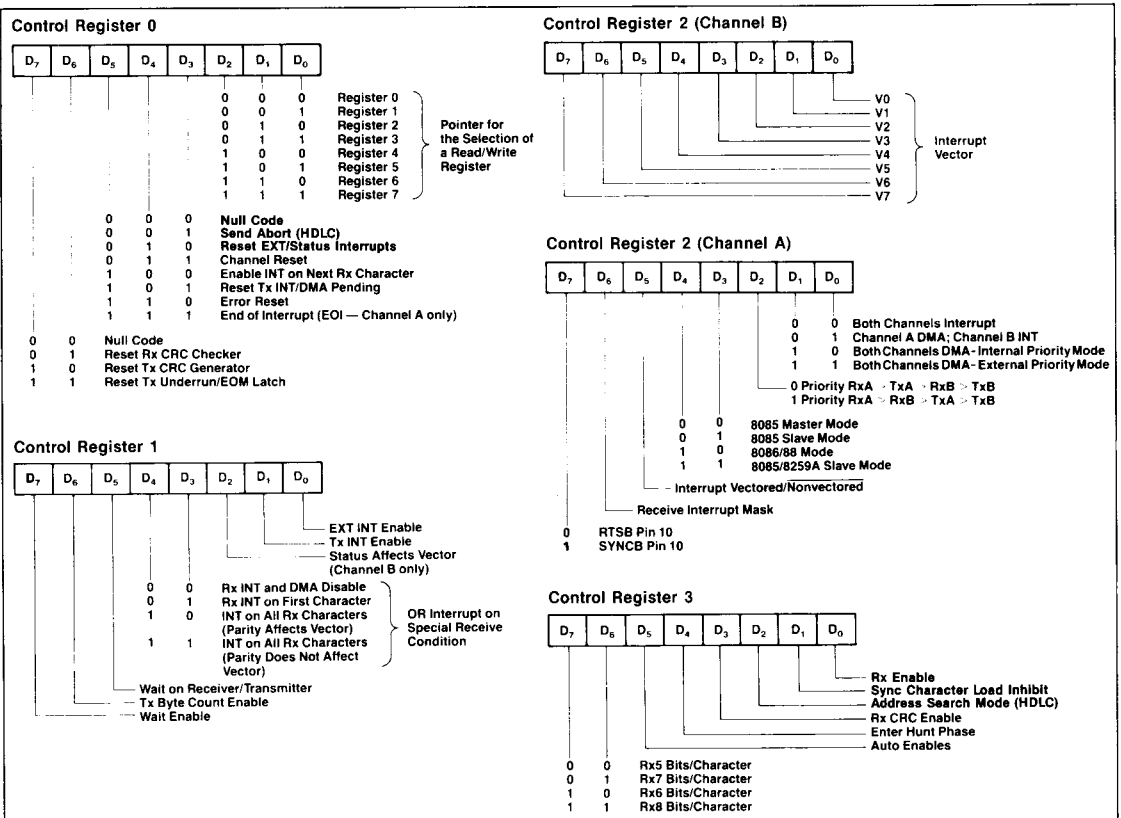 Control Register 0
D7 D6 D5 D4 D3 D2 D1 D0
0 0 0 Register 0
0 0 1 Register 1
0 1 0 Register 2
0 1 1 Register 3
1 0 0 Register 4
1 0 1 Register 5
1 1 0 Register 6
1 1 1 Register 7
Pointer for
the Selection of
a Read/Write
Register
0 0 0 Null Code
0 0 1 Send Abort (HDLC)
0 1 0 Reset EXT/Status Interrupts
0 1 1 Channel Reset
1 0 0 Enable INT on Next Rx Character
1 0 1 Reset Tx INT/DMA Pending
1 1 0 Error Reset
1 1 1 End of Interrupt (EOI — Channel A only)
0 0 Null Code
0 1 Reset Rx CRC Checker
1 0 Reset Tx CRC Generator
1 1 Reset Tx Underrun/EOM Latch
Control Register 1
D7 D6 D5 D4 D3 D2 D1 D0
EXT INT Enable
Tx INT Enable
Status Affects Vector
(Channel B only)
0 0 Rx INT and DMA Disable
0 1 Rx INT on First Character
1 0 INT on All Rx Characters
(Parity Affects Vector)
1 1 INT on All Rx Characters
(Parity Does Not Affect
Vector)
OR Interrupt on
Special Receive
Condition
Wait on Receiver/Transmitter
Tx Byte Count Enable
Wait Enable
Control Register 2 (Channel B)
D7 D6 D5 D4 D3 D2 D1 D0
V0
V1
V2
V3
V4
V5
V6
V7
Interrupt
Vector
Control Register 2 (Channel A)
D7 D6 D5 D4 D3 D2 D1 D0
0 0 Both Channels Interrupt
0 1 Channel A DMA; Channel B INT
1 0 Both Channels DMA-Internal Priority Mode
1 1 Both Channels DMA-External Priority Mode
0 Priority RxA > TxA > RxB > TxB
1 Priority RxA > RxB > TxA > TxB
0 0 8085 Master Mode
0 1 8085 Slave Mode
1 0 8086/88 Mode
1 1 8085/8259A Slave Mode
Interrupt Vectored/Nonvectored
Receive Interrupt Mask
0 RTSB Pin 10
1 SYNCB Pin 10
Control Register 3
D7 D6 D5 D4 D3 D2 D1 D0
Rx Enable
Sync Character Load Inhibit
Address Search Mode (HDLC)
Rx CRC Enable
Enter Hunt Phase
Auto Enables
0 0 Rx5 Bits/Character
0 1 Rx7 Bits/Character
1 0 Rx6 Bits/Character
1 1 Rx8 Bits/Character